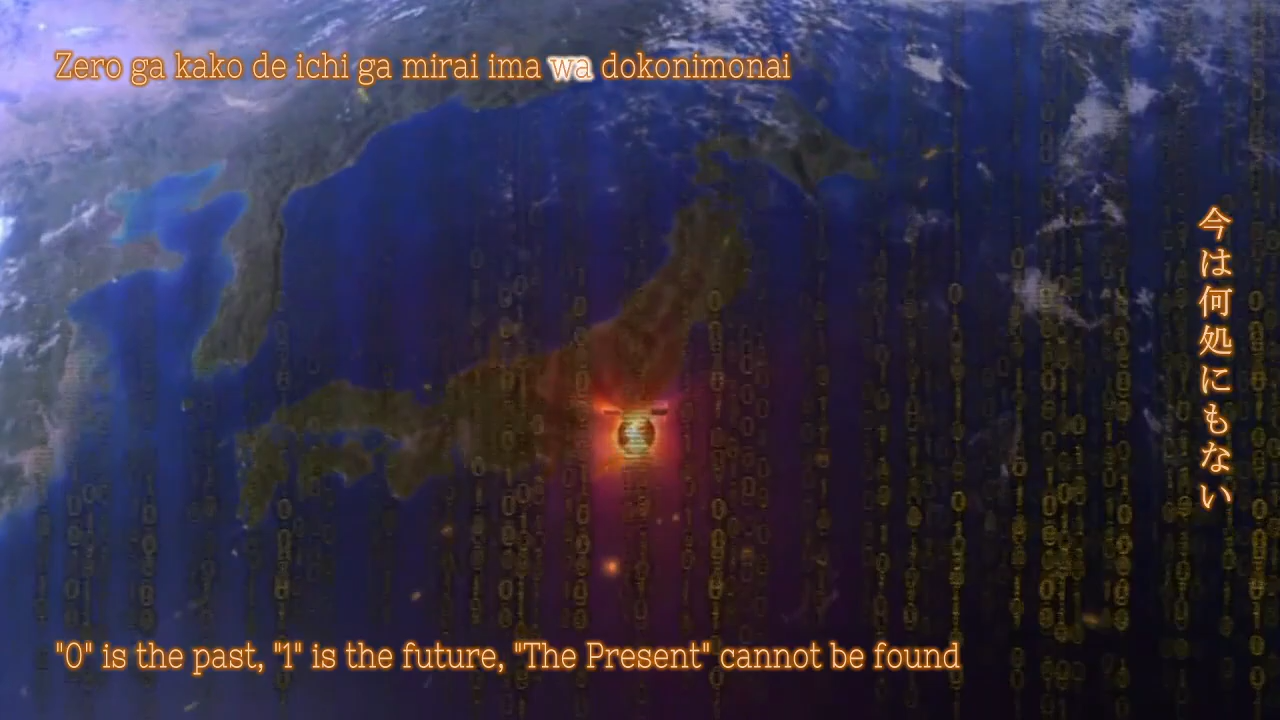 Zero ga kako de ichi ga mirai ima wa dokonimonai
今は何処にもない
"0" is the past, "1" is the future, "The Present" cannot be found